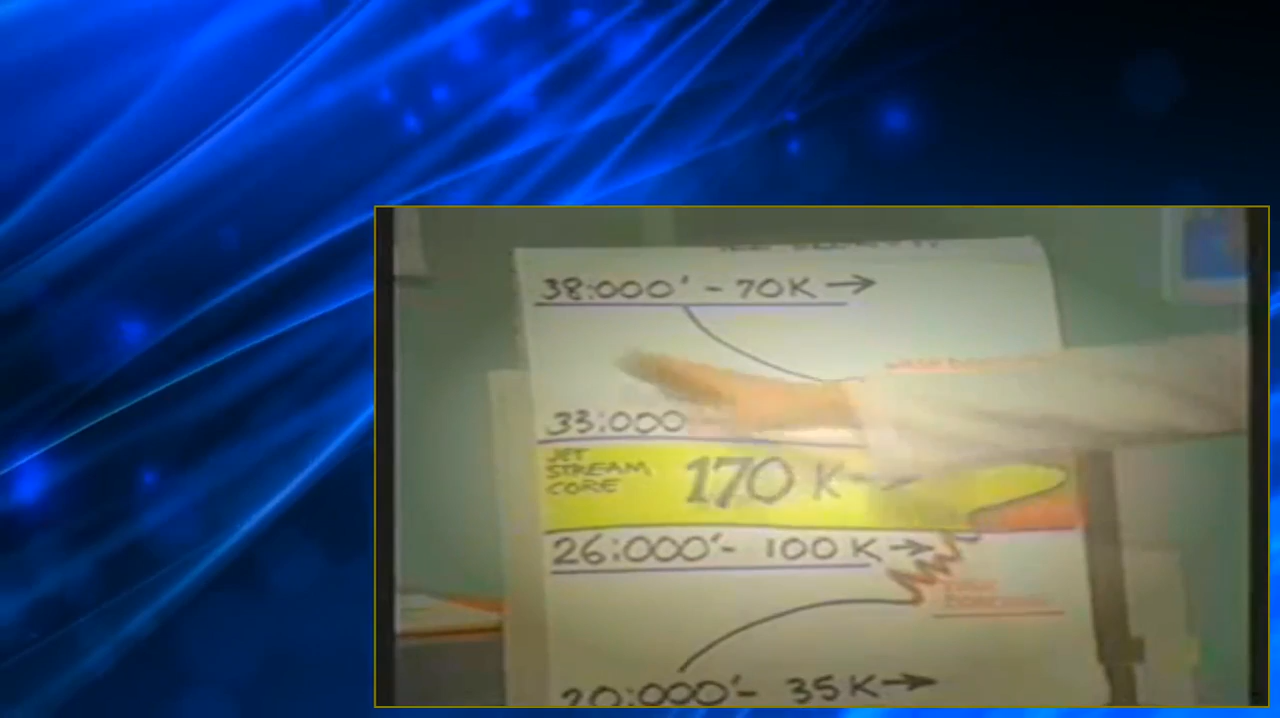 38:000' - 70K →
33:000
JET
STREAM
CORE
170 K
26:000' - 100 K →
20:000' - 35 K →